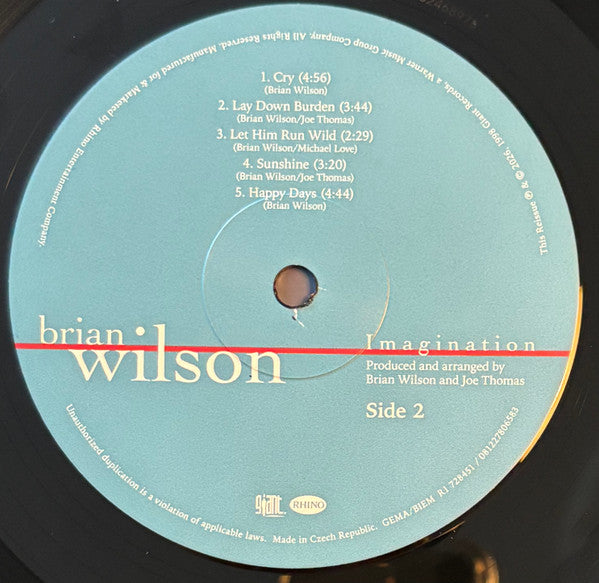 This Reissue ℗ & © 2026, 1998 Giant Records, a Warner Music Group Company. All Rights Reserved. Manufactured for & Marketed by Rhino Entertainment Company.
1. Cry (4:56)
(Brian Wilson)
2. Lay Down Burden (3:44)
(Brian Wilson/Joe Thomas)
3. Let Him Run Wild (2:29)
(Brian Wilson/Michael Love)
4. Sunshine (3:20)
(Brian Wilson/Joe Thomas)
5. Happy Days (4:44)
(Brian Wilson)
brian
wilson
Imagination
Produced and arranged by
Brian Wilson and Joe Thomas
Side 2
giant
RHINO
Unauthorized duplication is a violation of applicable laws. Made in Czech Republic. GEMA/BIEM R1 728451 / 081227806583